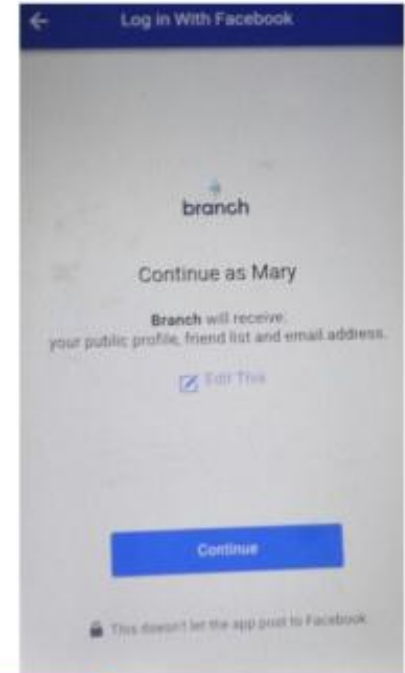 Log in With Facebook
branch
Continue as Mary
Branch will receive:
your public profile, friend list and email address.
Edit This
Continue
This doesn't let the app post to Facebook